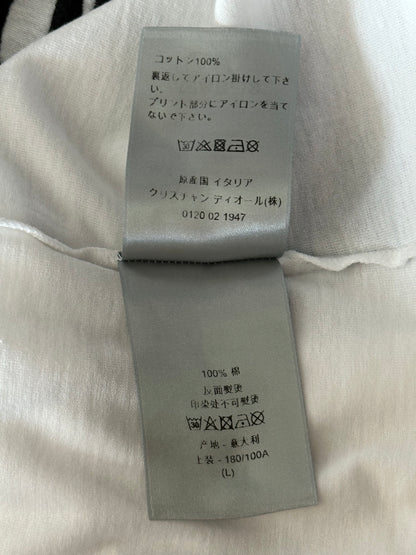 コットン100%
裏返してアイロン掛けして下さ
い。
プリント部分にアイロンを当て
ないで下さい。
30
原産国 イタリア
クリスチャン ディオール(株)
0120 02 1947
100% 棉
反面熨烫
印染处不可熨烫
30
产地 - 意大利
上装 - 180/100A
(L)